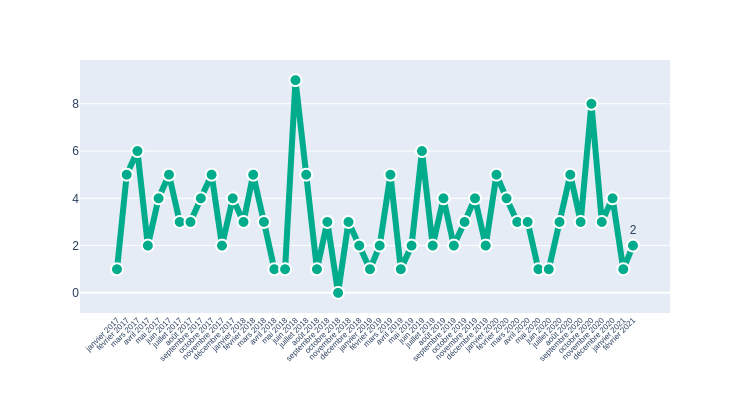 8
6
4
2
0
2
janvier 2017
février 2017
mars 2017
avril 2017
mai 2017
juin 2017
juillet 2017
août 2017
septembre 2017
octobre 2017
novembre 2017
décembre 2017
janvier 2018
février 2018
mars 2018
avril 2018
mai 2018
juin 2018
juillet 2018
août 2018
septembre 2018
octobre 2018
novembre 2018
décembre 2018
janvier 2019
février 2019
mars 2019
avril 2019
mai 2019
juin 2019
juillet 2019
août 2019
septembre 2019
octobre 2019
novembre 2019
décembre 2019
janvier 2020
février 2020
mars 2020
avril 2020
mai 2020
juin 2020
juillet 2020
août 2020
septembre 2020
octobre 2020
novembre 2020
décembre 2020
janvier 2021
février 2021